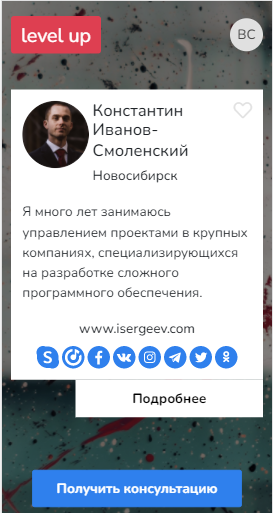 level up
ВС
Константин
Иванов-
Смоленский
Новосибирск
Я много лет занимаюсь
управлением проектами в крупных
компаниях, специализирующихся
на разработке сложного
программного обеспечения.
www.isergeev.com
Подробнее
Получить консультацию